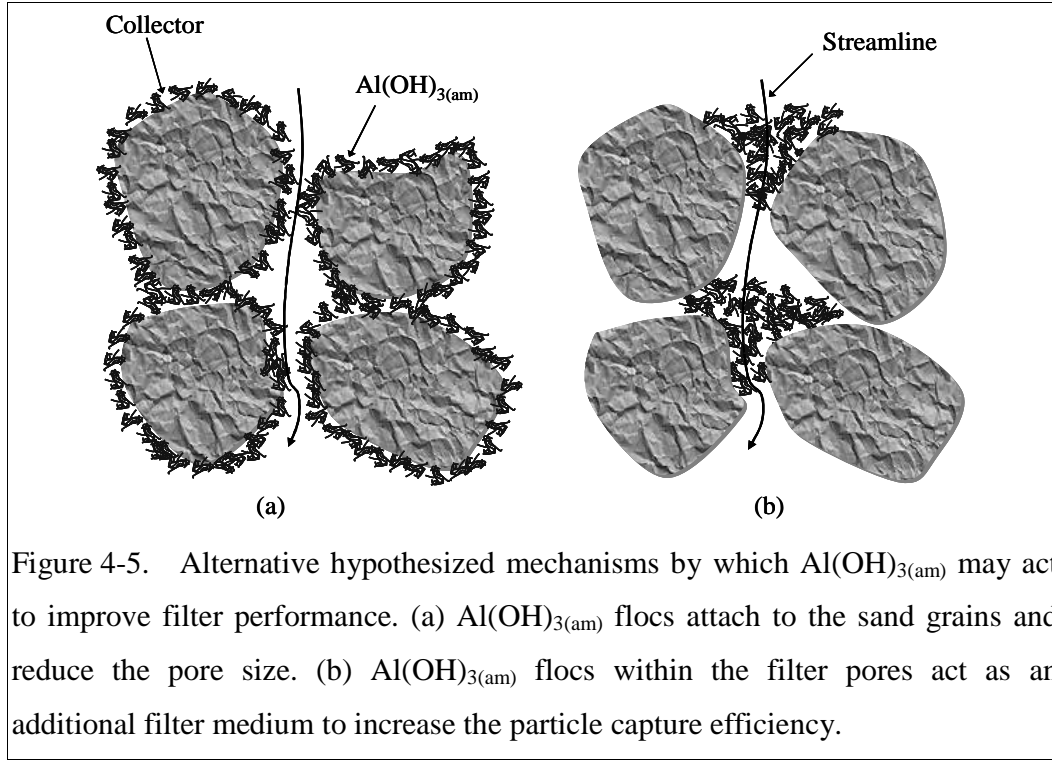 Collector
Streamline
Al(OH)3(am)
(a)
(b)
Figure 4-5. Alternative hypothesized mechanisms by which Al(OH)3(am) may act
to improve filter performance. (a) Al(OH)3(am) flocs attach to the sand grains and
reduce the pore size. (b) Al(OH)3(am) flocs within the filter pores act as an
additional filter medium to increase the particle capture efficiency.